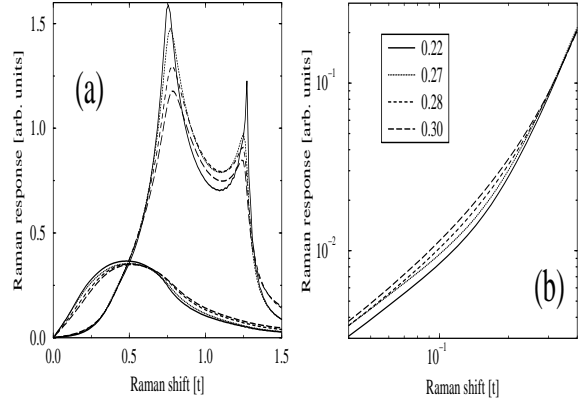 1.5
1.0
0.5
0.0
Raman response [arb. units]
(a)
0.0 0.5 1.0 1.5
Raman shift [t]
10⁻¹
10⁻²
Raman response [arb. units]
0.22
0.27
0.28
0.30
(b)
10⁻¹
Raman shift [t]